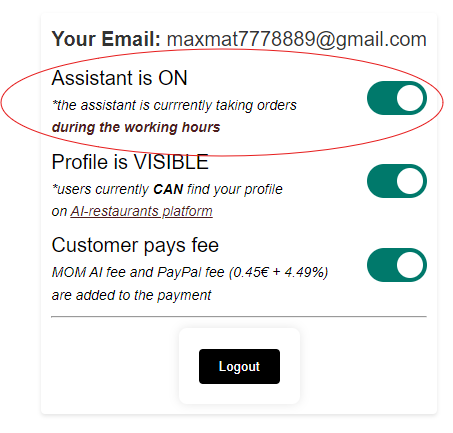 Your Email: maxmat7778889@gmail.com
Assistant is ON
*the assistant is currrently taking orders
during the working hours
Profile is VISIBLE
*users currently CAN find your profile
on AI-restaurants platform
Customer pays fee
MOM AI fee and PayPal fee (0.45€ + 4.49%)
are added to the payment
Logout